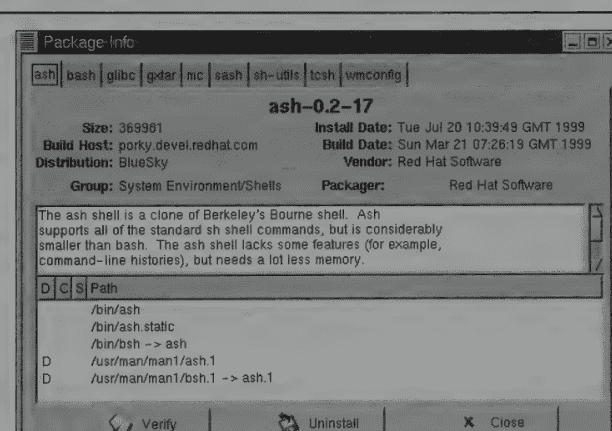 Package Info
ash bash glibc gxdar mc sash sh-utils tcsh wmconfig
ash-0.2-17
Size: 369961 Install Date: Tue Jul 20 10:39:49 GMT 1999
Build Host: porky.devel.redhat.com Build Date: Sun Mar 21 07:26:19 GMT 1999
Distribution: BlueSky Vendor: Red Hat Software
Group: System Environment/Shells Packager: Red Hat Software
The ash shell is a clone of Berkeley's Bourne shell. Ash
supports all of the standard sh shell commands, but is considerably
smaller than bash. The ash shell lacks some features (for example,
command-line histories), but needs a lot less memory.
D C S Path
/bin/ash
/bin/ash.static
/bin/bsh -> ash
D /usr/man/man1/ash.1
D /usr/man/man1/bsh.1 -> ash.1
Verify Uninstall X Close